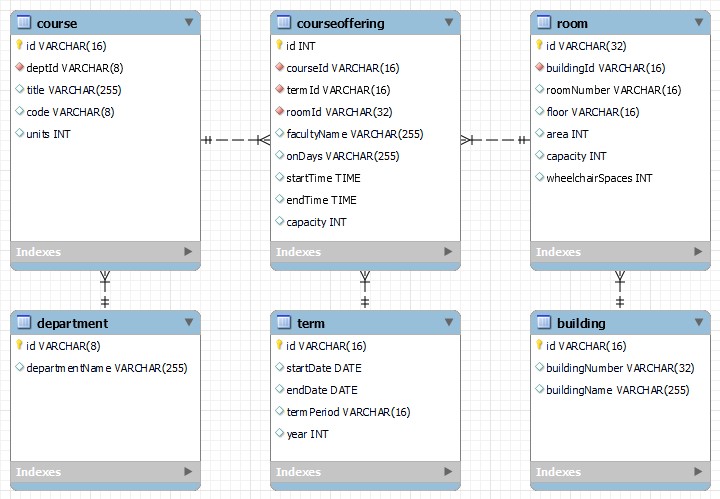 course
id VARCHAR(16)
deptId VARCHAR(8)
title VARCHAR(255)
code VARCHAR(8)
units INT
Indexes
courseoffering
id INT
courseId VARCHAR(16)
termId VARCHAR(16)
roomId VARCHAR(32)
facultyName VARCHAR(255)
onDays VARCHAR(255)
startTime TIME
endTime TIME
capacity INT
Indexes
room
id VARCHAR(32)
buildingId VARCHAR(16)
roomNumber VARCHAR(16)
floor VARCHAR(16)
area INT
capacity INT
wheelchairSpaces INT
Indexes
department
id VARCHAR(8)
departmentName VARCHAR(255)
Indexes
term
id VARCHAR(16)
startDate DATE
endDate DATE
termPeriod VARCHAR(16)
year INT
Indexes
building
id VARCHAR(16)
buildingNumber VARCHAR(32)
buildingName VARCHAR(255)
Indexes